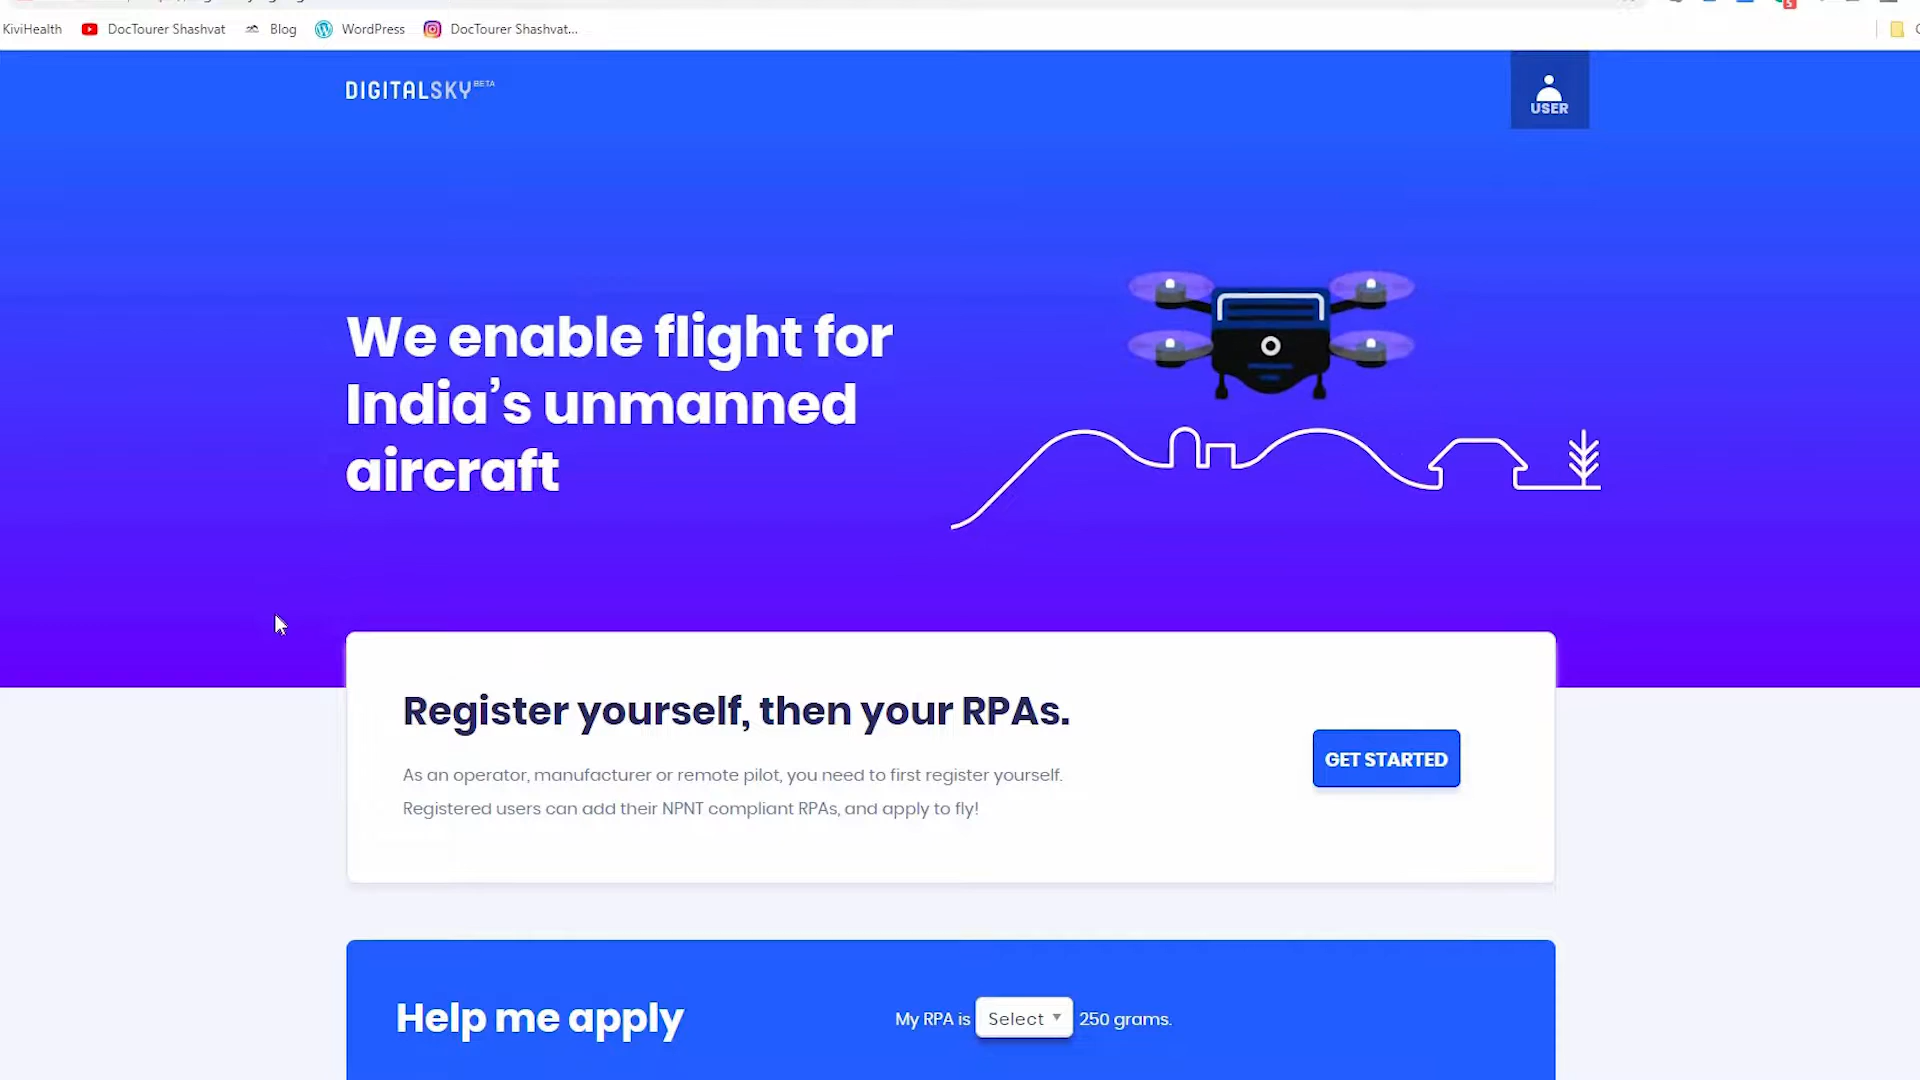 KiviHealth
DocTourer Shashvat
Blog
WordPress
DocTourer Shashvat...
5
DIGITALSKY BETA
USER
We enable flight for
India’s unmanned
aircraft
Register yourself, then your RPAs.
As an operator, manufacturer or remote pilot, you need to first register yourself.
Registered users can add their NPNT compliant RPAs, and apply to fly!
GET STARTED
Help me apply
My RPA is Select 250 grams.